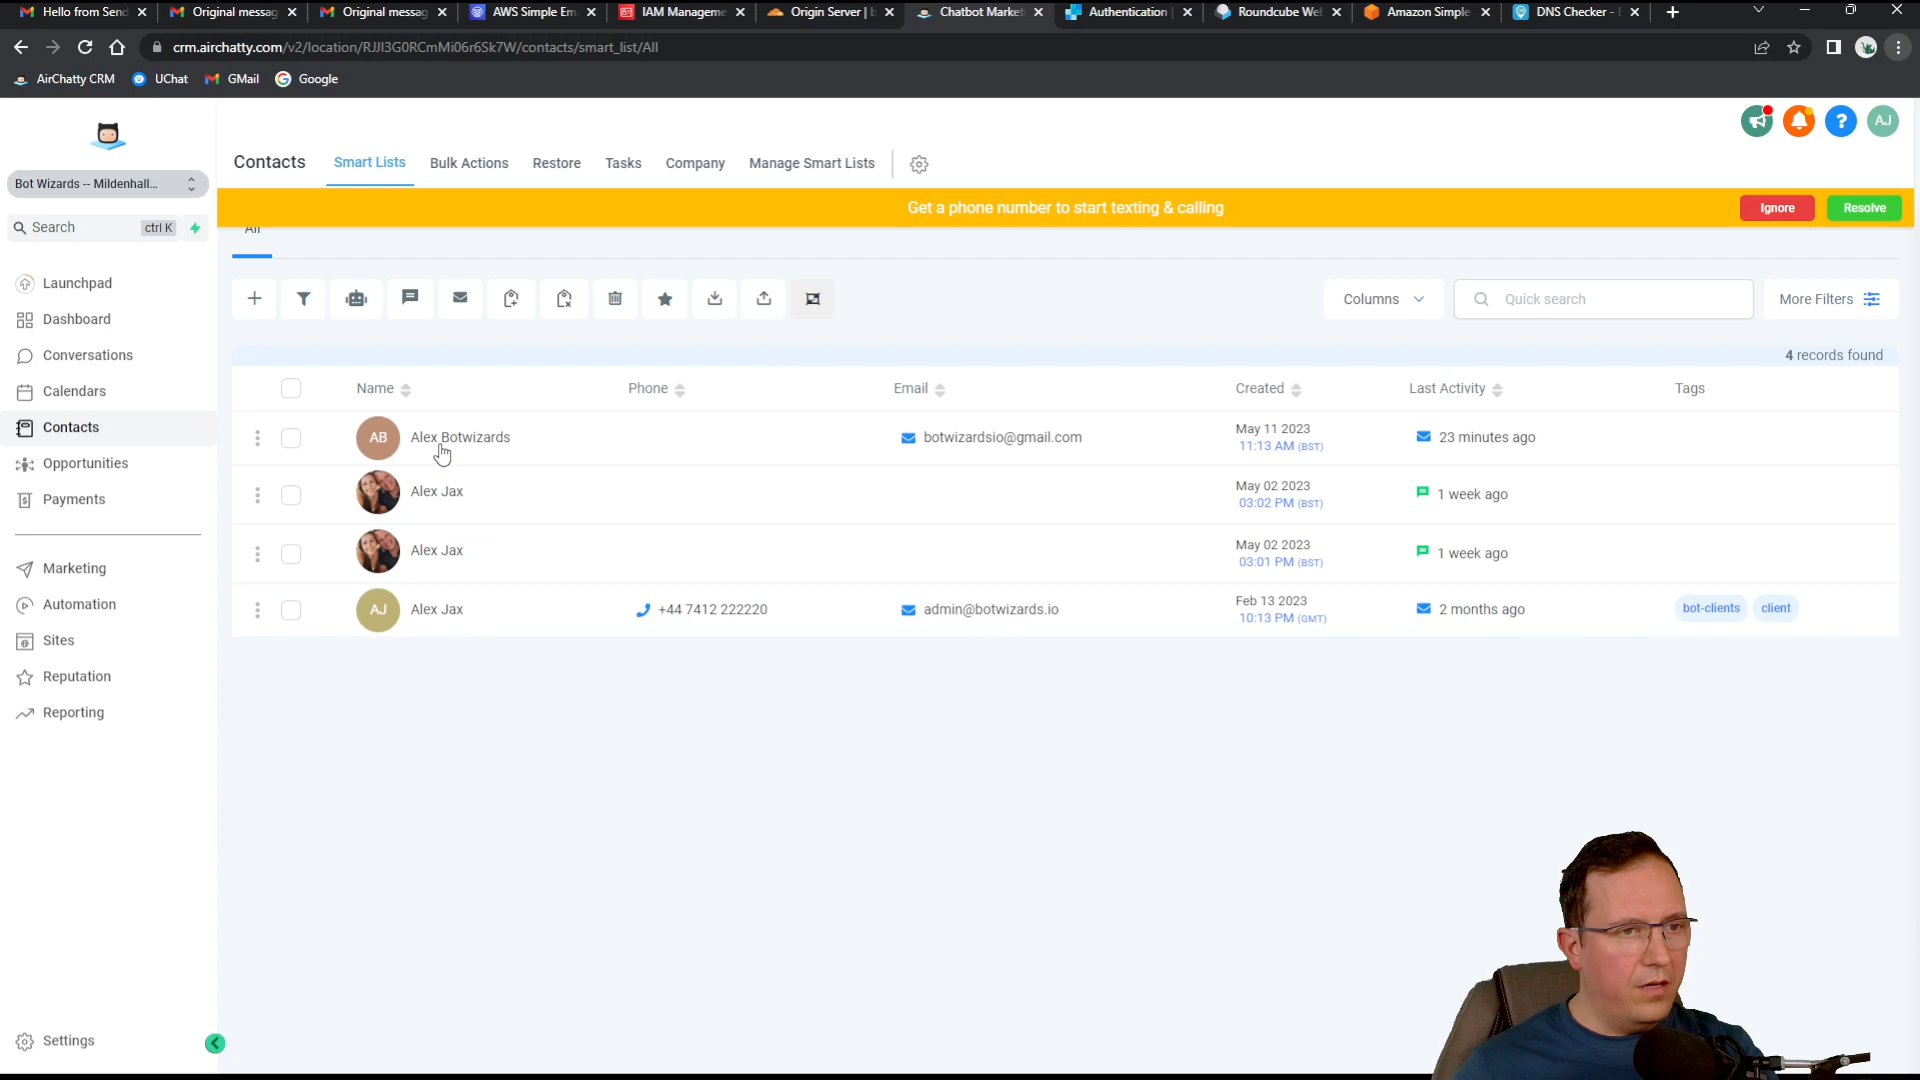 Hello from Send
Original messag
Original messag
AWS Simple Em
IAM Manageme
Origin Server | b
Chatbot Market
Authentication |
Roundcube We
Amazon Simple
DNS Checker -
crm.airchatty.com/v2/location/RJJI3G0RCmMi06r6Sk7W/contacts/smart_list/All
AirChatty CRM
UChat
GMail
Google
?
AJ
Contacts
Smart Lists
Bulk Actions
Restore
Tasks
Company
Manage Smart Lists
Bot Wizards -- Mildenhall...
Get a phone number to start texting & calling
Ignore
Resolve
Search
ctrl K
All
Launchpad
Dashboard
Conversations
Calendars
Contacts
Opportunities
Payments
Marketing
Automation
Sites
Reputation
Reporting
Settings
Columns
Quick search
More Filters
4 records found
Name
Phone
Email
Created
Last Activity
Tags
AB Alex Botwizards botwizardsio@gmail.com May 11 2023 23 minutes ago
11:13 AM (BST)
Alex Jax May 02 2023 1 week ago
03:02 PM (BST)
Alex Jax May 02 2023 1 week ago
03:01 PM (BST)
AJ Alex Jax +44 7412 222220 admin@botwizards.io Feb 13 2023 2 months ago bot-clients client
10:13 PM (GMT)